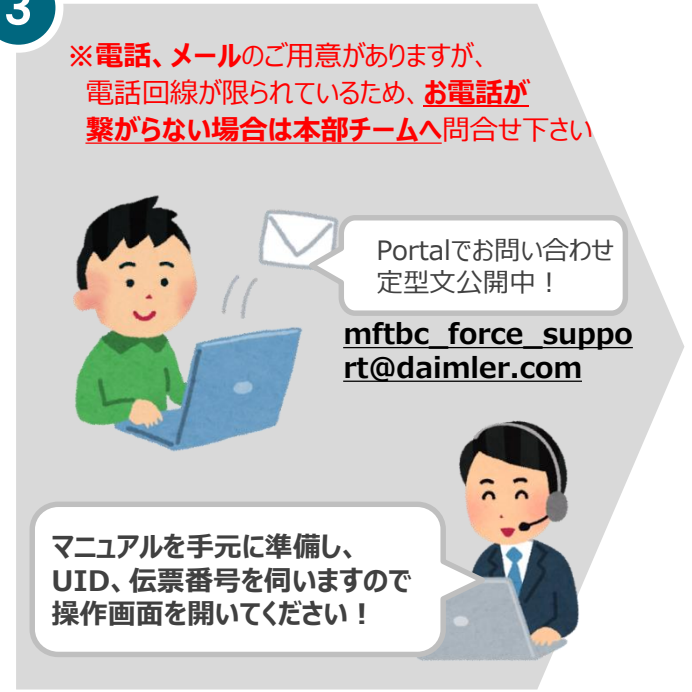 3
※電話、メールのご用意がありますが、
電話回線が限られているため、お電話が
繋がらない場合は本部チームへ問合せ下さい
Portalでお問い合わせ
定型文公開中！
mftbc_force_suppo
rt@daimler.com
マニュアルを手元に準備し、
UID、伝票番号を伺いますので
操作画面を開いてください！